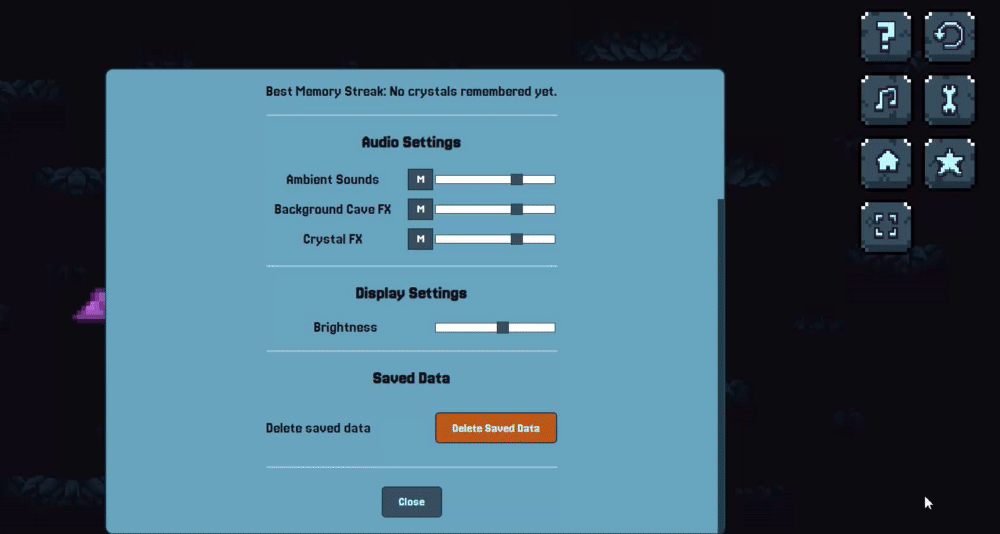 Best Memory Streak: No crystals remembered yet.
Audio Settings
Ambient Sounds M
Background Cave FX M
Crystal FX M
Display Settings
Brightness
Saved Data
Delete saved data Delete Saved Data
Close
?